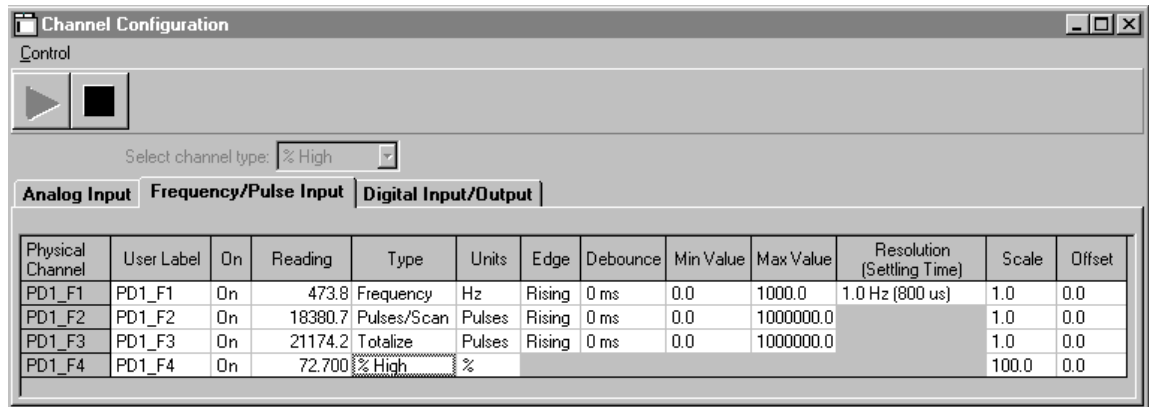 Channel Configuration
Control
Select channel type: % High
Analog Input Frequency/Pulse Input Digital Input/Output
Physical Channel User Label On Reading Type Units Edge Debounce Min Value Max Value Resolution (Settling Time) Scale Offset
PD1_F1 PD1_F1 On 473.8 Frequency Hz Rising 0 ms 0.0 1000.0 1.0 Hz (800 us) 1.0 0.0
PD1_F2 PD1_F2 On 18380.7 Pulses/Scan Pulses Rising 0 ms 0.0 1000000.0 1.0 0.0
PD1_F3 PD1_F3 On 21174.2 Totalize Pulses Rising 0 ms 0.0 1000000.0 1.0 0.0
PD1_F4 PD1_F4 On 72.700 % High % 100.0 0.0